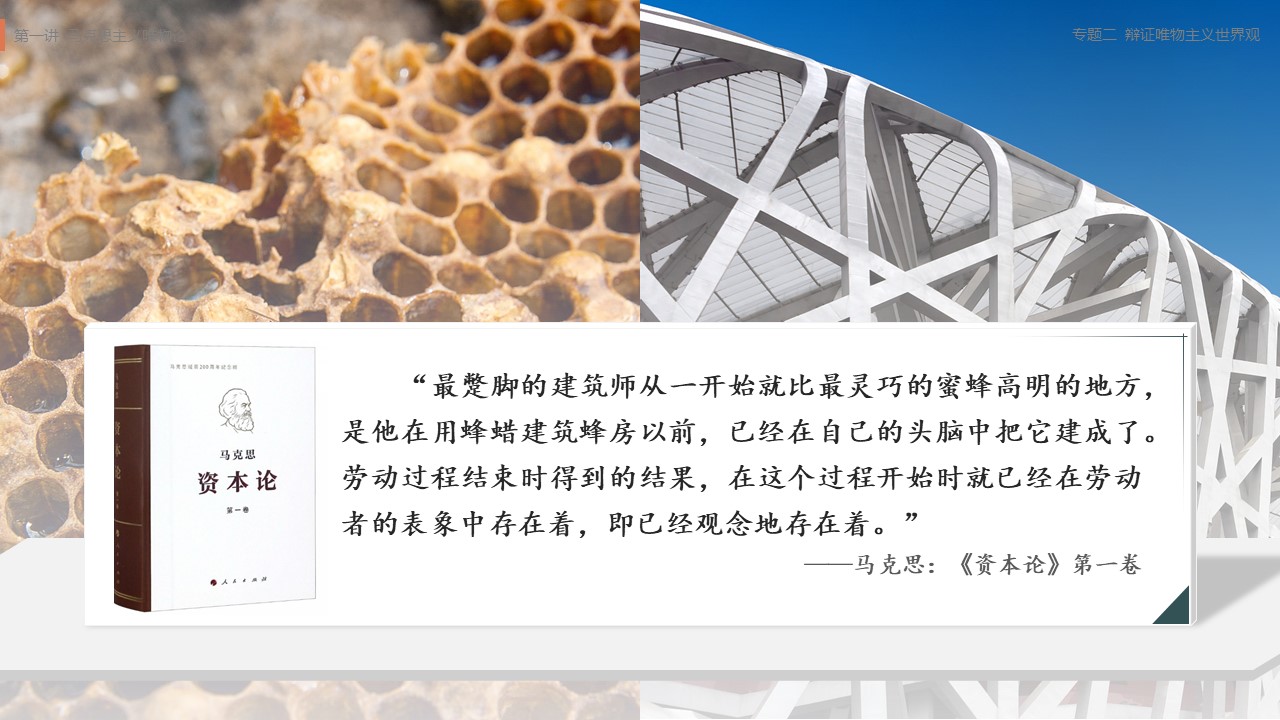 第一讲
专题二 辩证唯物主义世界观
“最蹩脚的建筑师从一开始就比最灵巧的蜜蜂高明的地方，
是他在用蜂蜡建筑蜂房以前，已经在自己的头脑中把它建成了。
劳动过程结束时得到的结果，在这个过程开始时就已经在劳动
者的表象中存在着，即已经观念地存在着。”
——马克思：《资本论》第一卷
马克思诞辰200周年纪念版
马克思
资本论
第一卷
人民出版社
资本论